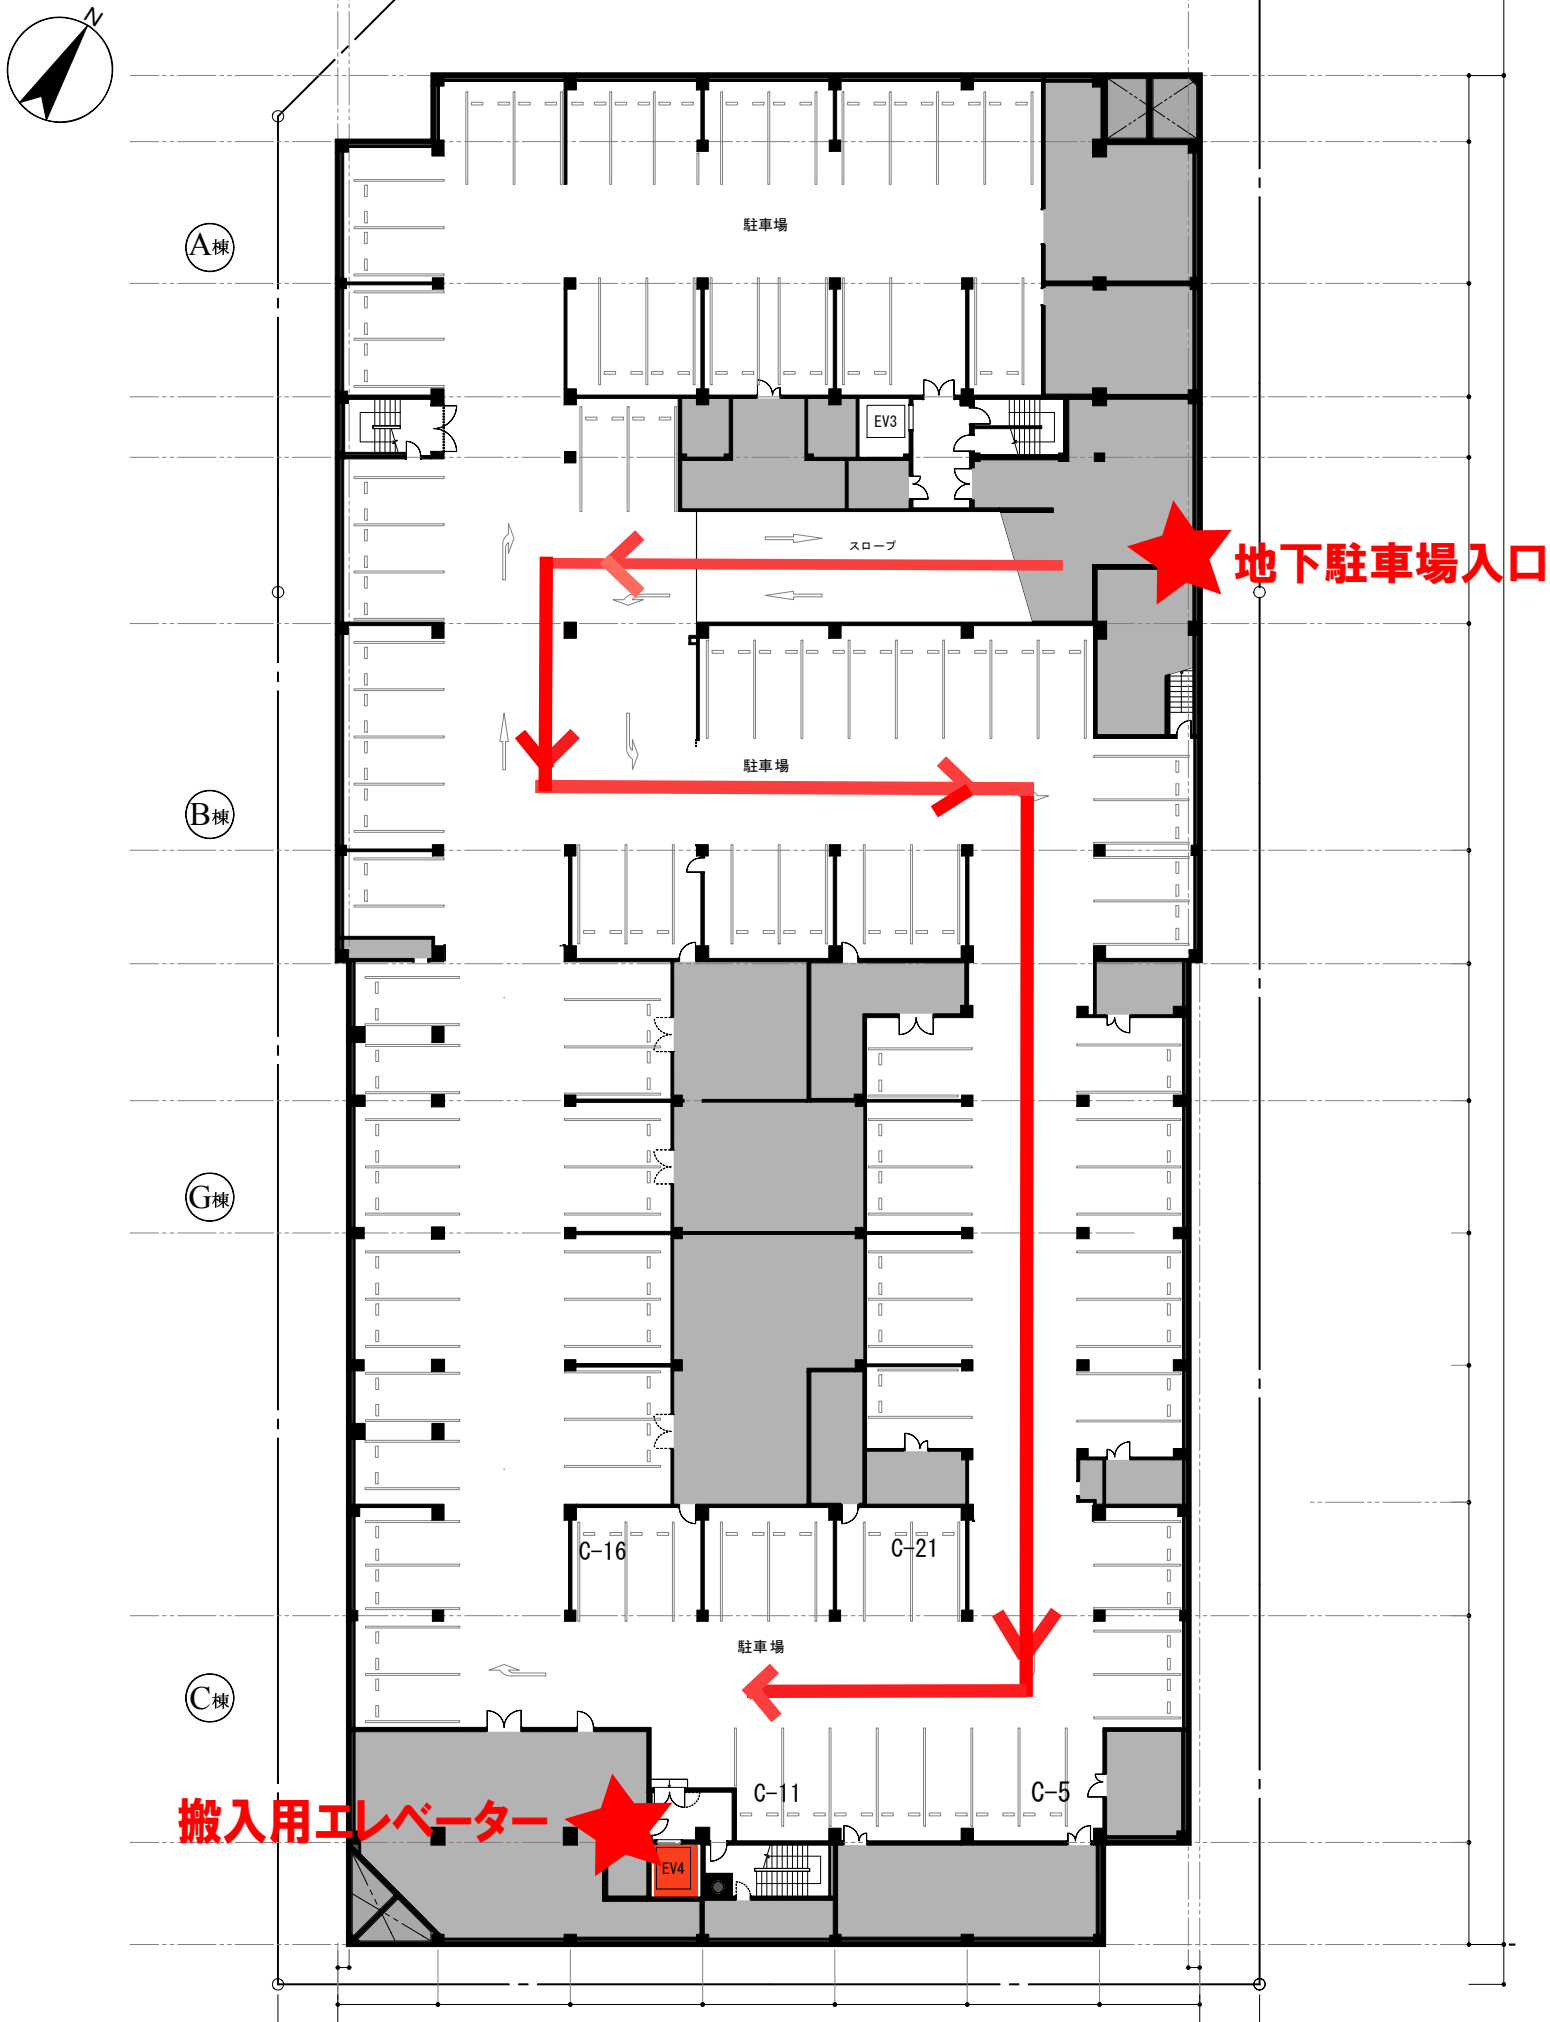 N
駐車場
A棟
EV3
スロープ
地下駐車場入口
駐車場
B棟
G棟
C-16
C-21
駐車場
C棟
C-11
C-5
搬入用エレベーター
EV4